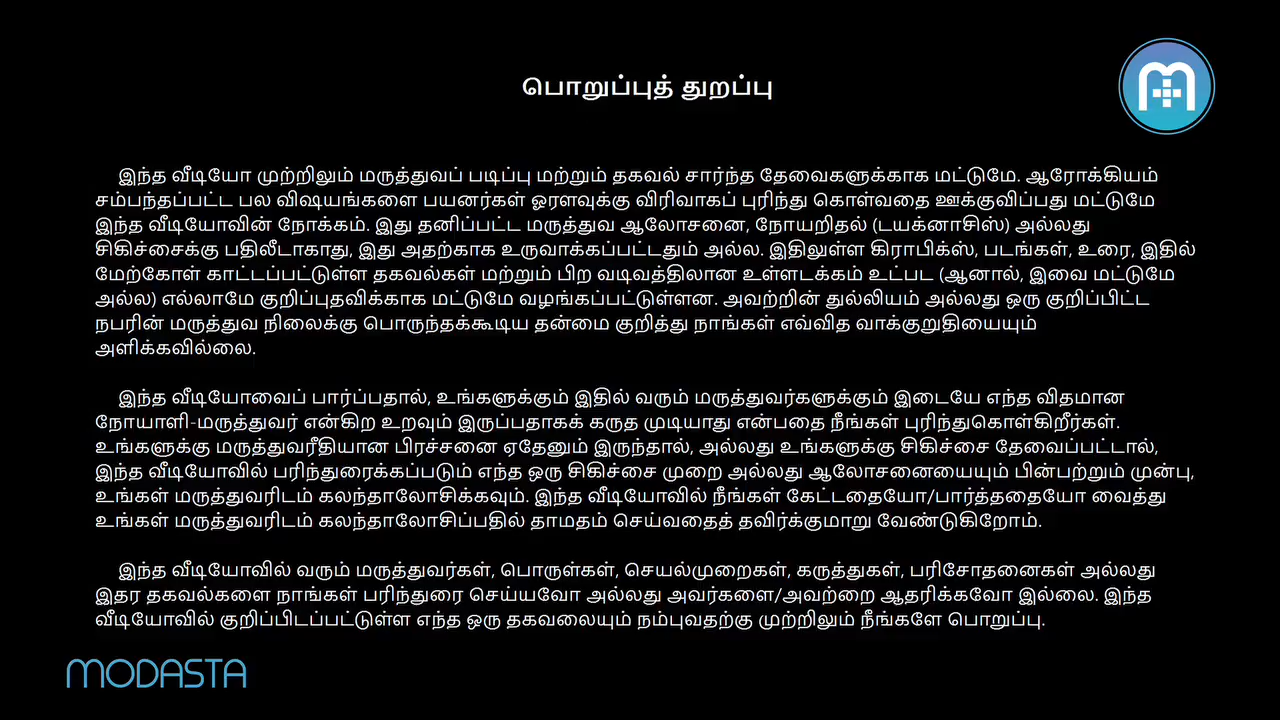 பொறுப்புத் துறப்பு
இந்த வீடியோ முற்றிலும் மருத்துவப் படிப்பு மற்றும் தகவல் சார்ந்த தேவைகளுக்காக மட்டுமே. ஆரோக்கியம்
சம்பந்தப்பட்ட பல விஷயங்களை பயனர்கள் ஓரளவுக்கு விரிவாகப் புரிந்து கொள்வதை ஊக்குவிப்பது மட்டுமே
இந்த வீடியோவின் நோக்கம். இது தனிப்பட்ட மருத்துவ ஆலோசனை, நோயறிதல் (டயக்னாசிஸ்) அல்லது
சிகிச்சைக்கு பதிலீடாகாது, இது அதற்காக உருவாக்கப்பட்டதும் அல்ல. இதிலுள்ள கிராபிக்ஸ், படங்கள், உரை, இதில்
மேற்கோள் காட்டப்பட்டுள்ள தகவல்கள் மற்றும் பிற வடிவத்திலான உள்ளடக்கம் உட்பட (ஆனால், இவை மட்டுமே
அல்ல) எல்லாமே குறிப்புதவிக்காக மட்டுமே வழங்கப்பட்டுள்ளன. அவற்றின் துல்லியம் அல்லது ஒரு குறிப்பிட்ட
நபரின் மருத்துவ நிலைக்கு பொருந்தக்கூடிய தன்மை குறித்து நாங்கள் எவ்வித வாக்குறுதியையும்
அளிக்கவில்லை.
இந்த வீடியோவைப் பார்ப்பதால், உங்களுக்கும் இதில் வரும் மருத்துவர்களுக்கும் இடையே எந்த விதமான
நோயாளி-மருத்துவர் என்கிற உறவும் இருப்பதாகக் கருத முடியாது என்பதை நீங்கள் புரிந்துகொள்கிறீர்கள்.
உங்களுக்கு மருத்துவரீதியான பிரச்சனை ஏதேனும் இருந்தால், அல்லது உங்களுக்கு சிகிச்சை தேவைப்பட்டால்,
இந்த வீடியோவில் பரிந்துரைக்கப்படும் எந்த ஒரு சிகிச்சை முறை அல்லது ஆலோசனையையும் பின்பற்றும் முன்பு,
உங்கள் மருத்துவரிடம் கலந்தாலோசிக்கவும். இந்த வீடியோவில் நீங்கள் கேட்டதையோ/பார்த்ததையோ வைத்து
உங்கள் மருத்துவரிடம் கலந்தாலோசிப்பதில் தாமதம் செய்வதைத் தவிர்க்குமாறு வேண்டுகிறோம்.
இந்த வீடியோவில் வரும் மருத்துவர்கள், பொருள்கள், செயல்முறைகள், கருத்துகள், பரிசோதனைகள் அல்லது
இதர தகவல்களை நாங்கள் பரிந்துரை செய்யவோ அல்லது அவர்களை/அவற்றை ஆதரிக்கவோ இல்லை. இந்த
வீடியோவில் குறிப்பிடப்பட்டுள்ள எந்த ஒரு தகவலையும் நம்புவதற்கு முற்றிலும் நீங்களே பொறுப்பு.
MODASTA